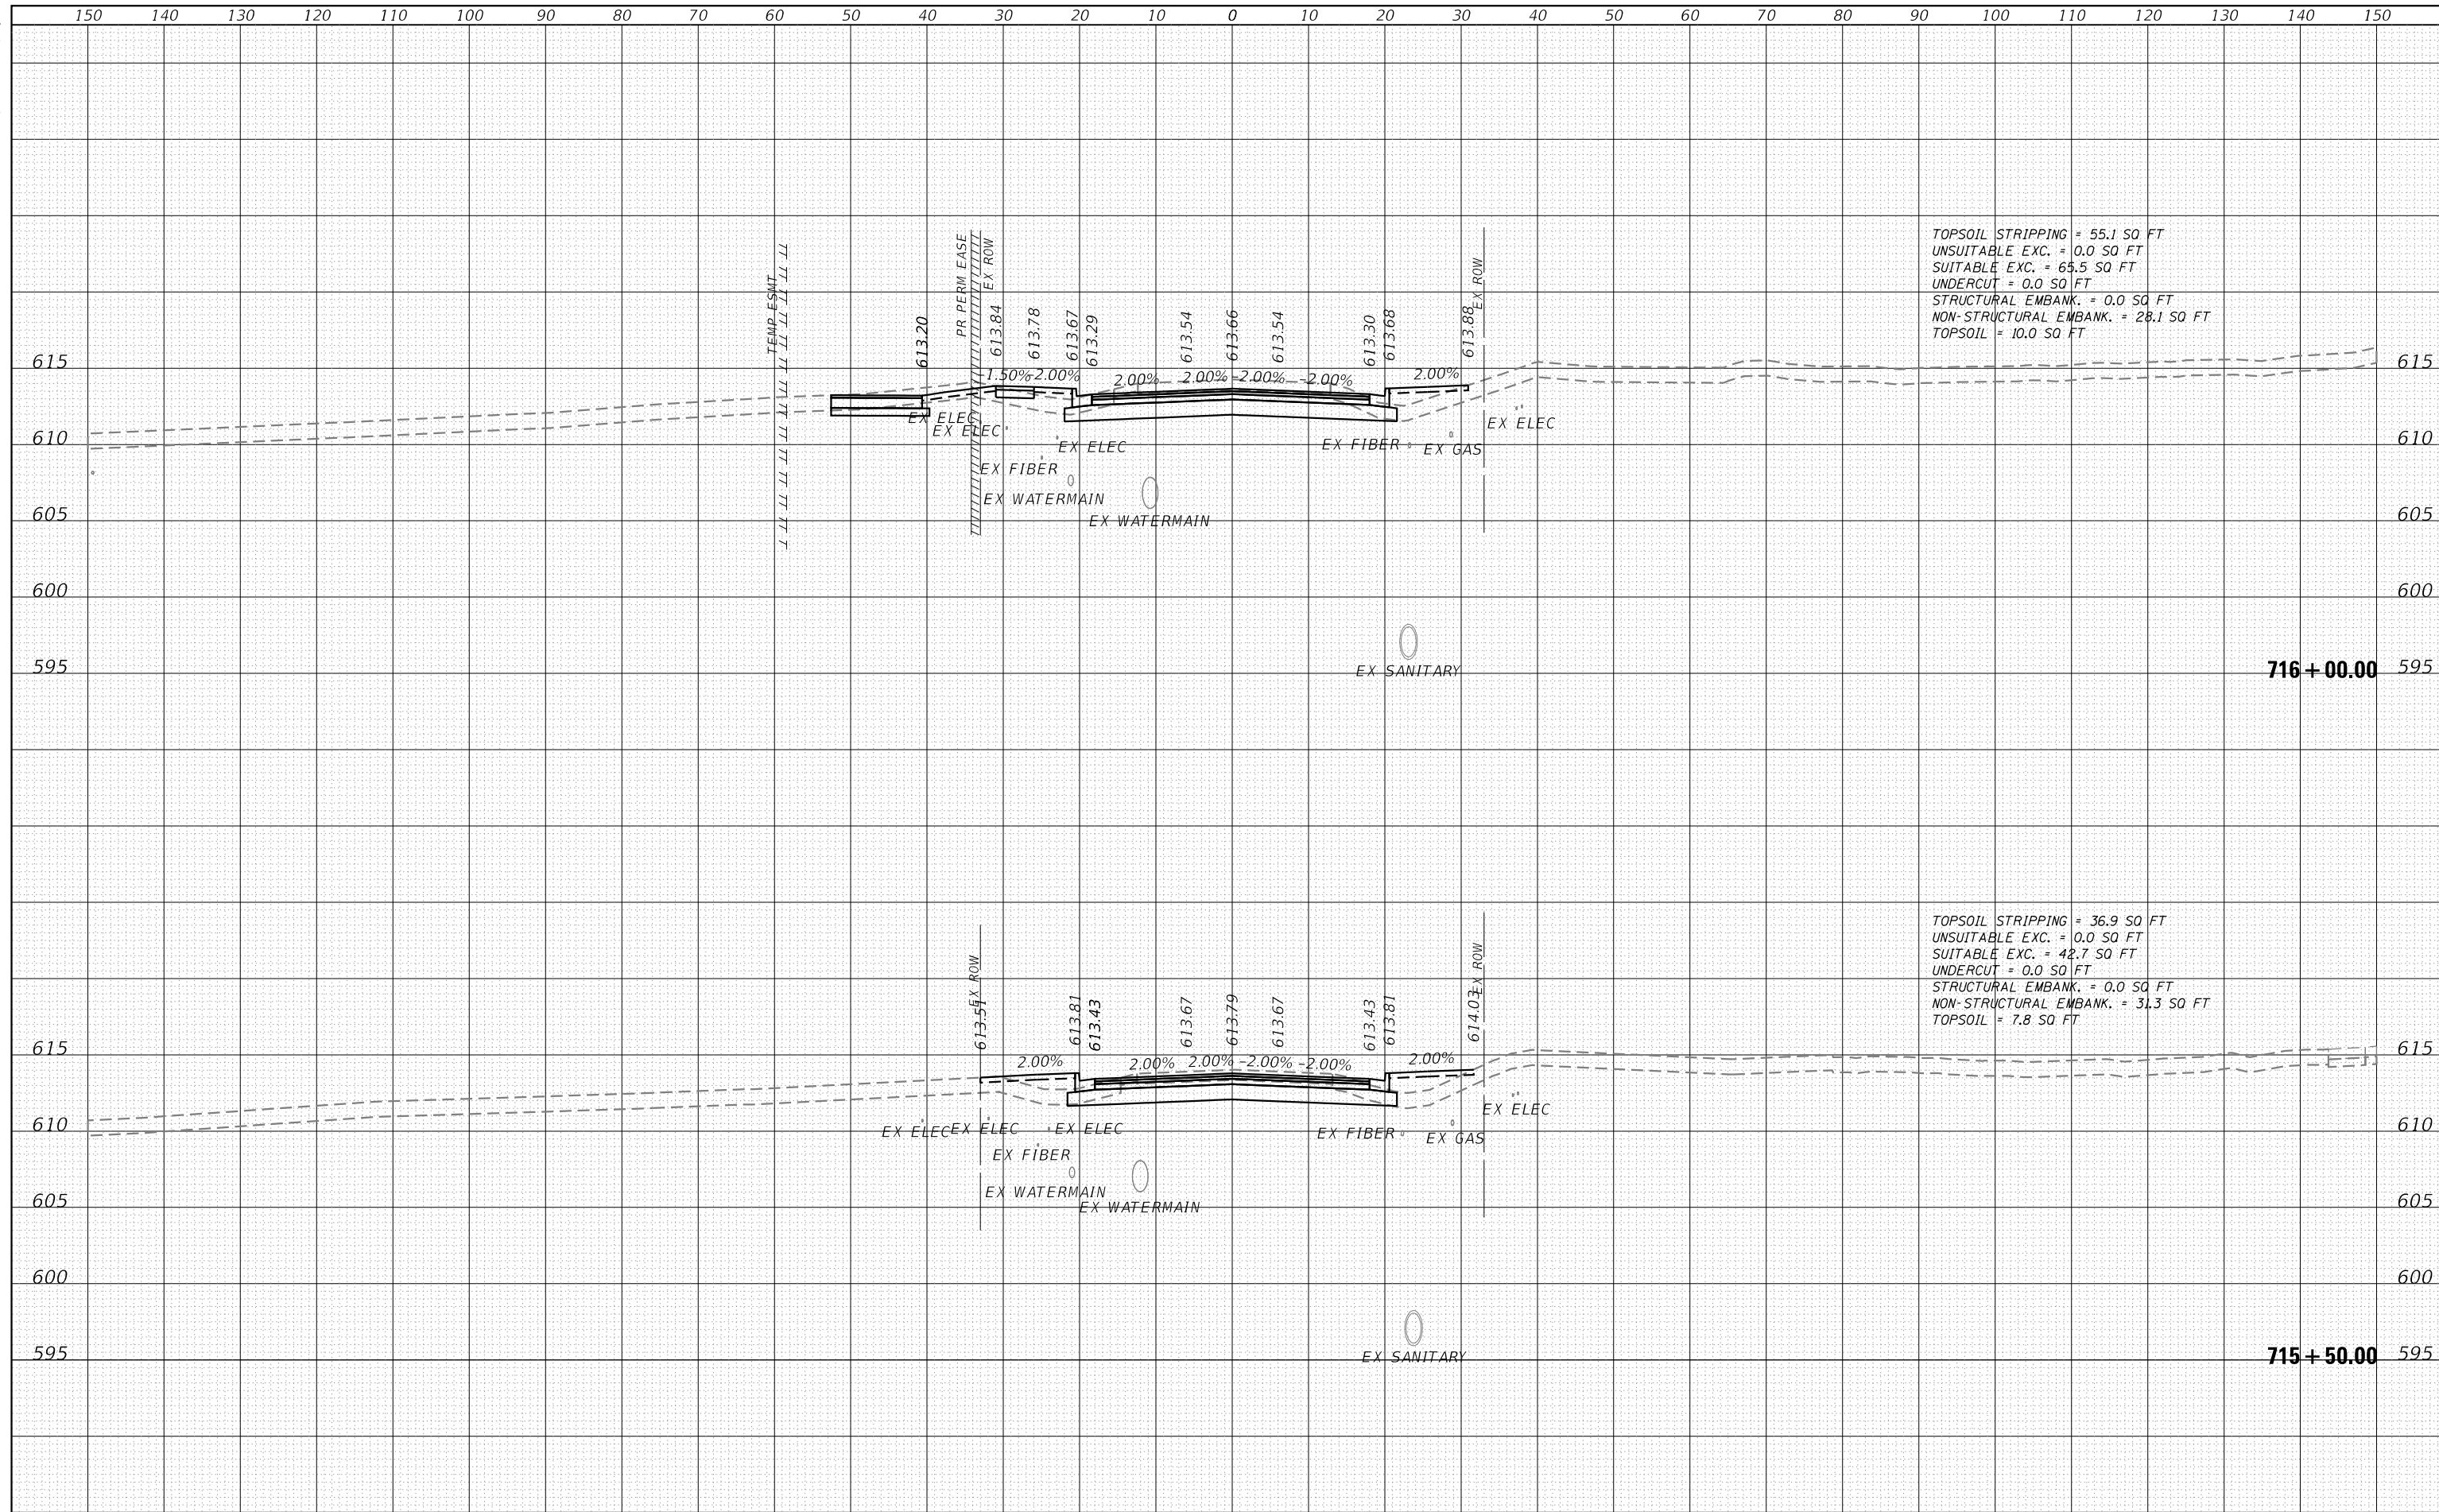 150 140 130 120 110 100 90 80 70 60 50 40 30 20 10 0 10 20 30 40 50 60 70 80 90 100 110 120 130 140 150
TOPSOIL STRIPPING = 55.1 SQ FT
UNSUITABLE EXC. = 0.0 SQ FT
SUITABLE EXC. = 65.5 SQ FT
UNDERCUT = 0.0 SQ FT
STRUCTURAL EMBANK. = 0.0 SQ FT
NON-STRUCTURAL EMBANK. = 28.1 SQ FT
TOPSOIL = 10.0 SQ FT
TEMP ESMT
PR PERM EASE
EX ROW
EX ROW
613.20
613.84
613.78
613.67
613.29
613.54
613.66
613.54
613.30
613.68
613.88
615 615
-1.50% -2.00% 2.00% 2.00% -2.00% -2.00% 2.00%
EX ELEC
EX ELEC
EX ELEC
EX FIBER
EX WATERMAIN
EX WATERMAIN
EX FIBER
EX GAS
EX ELEC
610 610
605 605
600 600
EX SANITARY
595 716+00.00 595
TOPSOIL STRIPPING = 36.9 SQ FT
UNSUITABLE EXC. = 0.0 SQ FT
SUITABLE EXC. = 42.7 SQ FT
UNDERCUT = 0.0 SQ FT
STRUCTURAL EMBANK. = 0.0 SQ FT
NON-STRUCTURAL EMBANK. = 31.3 SQ FT
TOPSOIL = 7.8 SQ FT
EX ROW
EX ROW
613.51
613.81
613.43
613.67
613.79
613.67
613.43
613.81
614.03
615 615
2.00% 2.00% 2.00% -2.00% -2.00% 2.00%
EX ELEC
EX ELEC
EX ELEC
EX FIBER
EX WATERMAIN
EX WATERMAIN
EX FIBER
EX GAS
EX ELEC
610 610
605 605
600 600
EX SANITARY
595 715+50.00 595